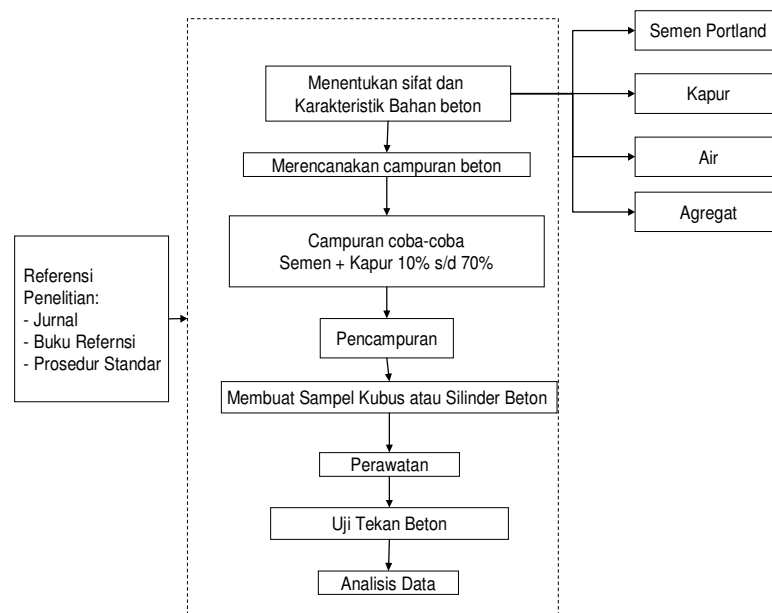 Referensi
Penelitian:
- Jurnal
- Buku Refernsi
- Prosedur Standar
Menentukan sifat dan
Karakteristik Bahan beton
Merencanakan campuran beton
Campuran coba-coba
Semen + Kapur 10% s/d 70%
Pencampuran
Membuat Sampel Kubus atau Silinder Beton
Perawatan
Uji Tekan Beton
Analisis Data
Semen Portland
Kapur
Air
Agregat